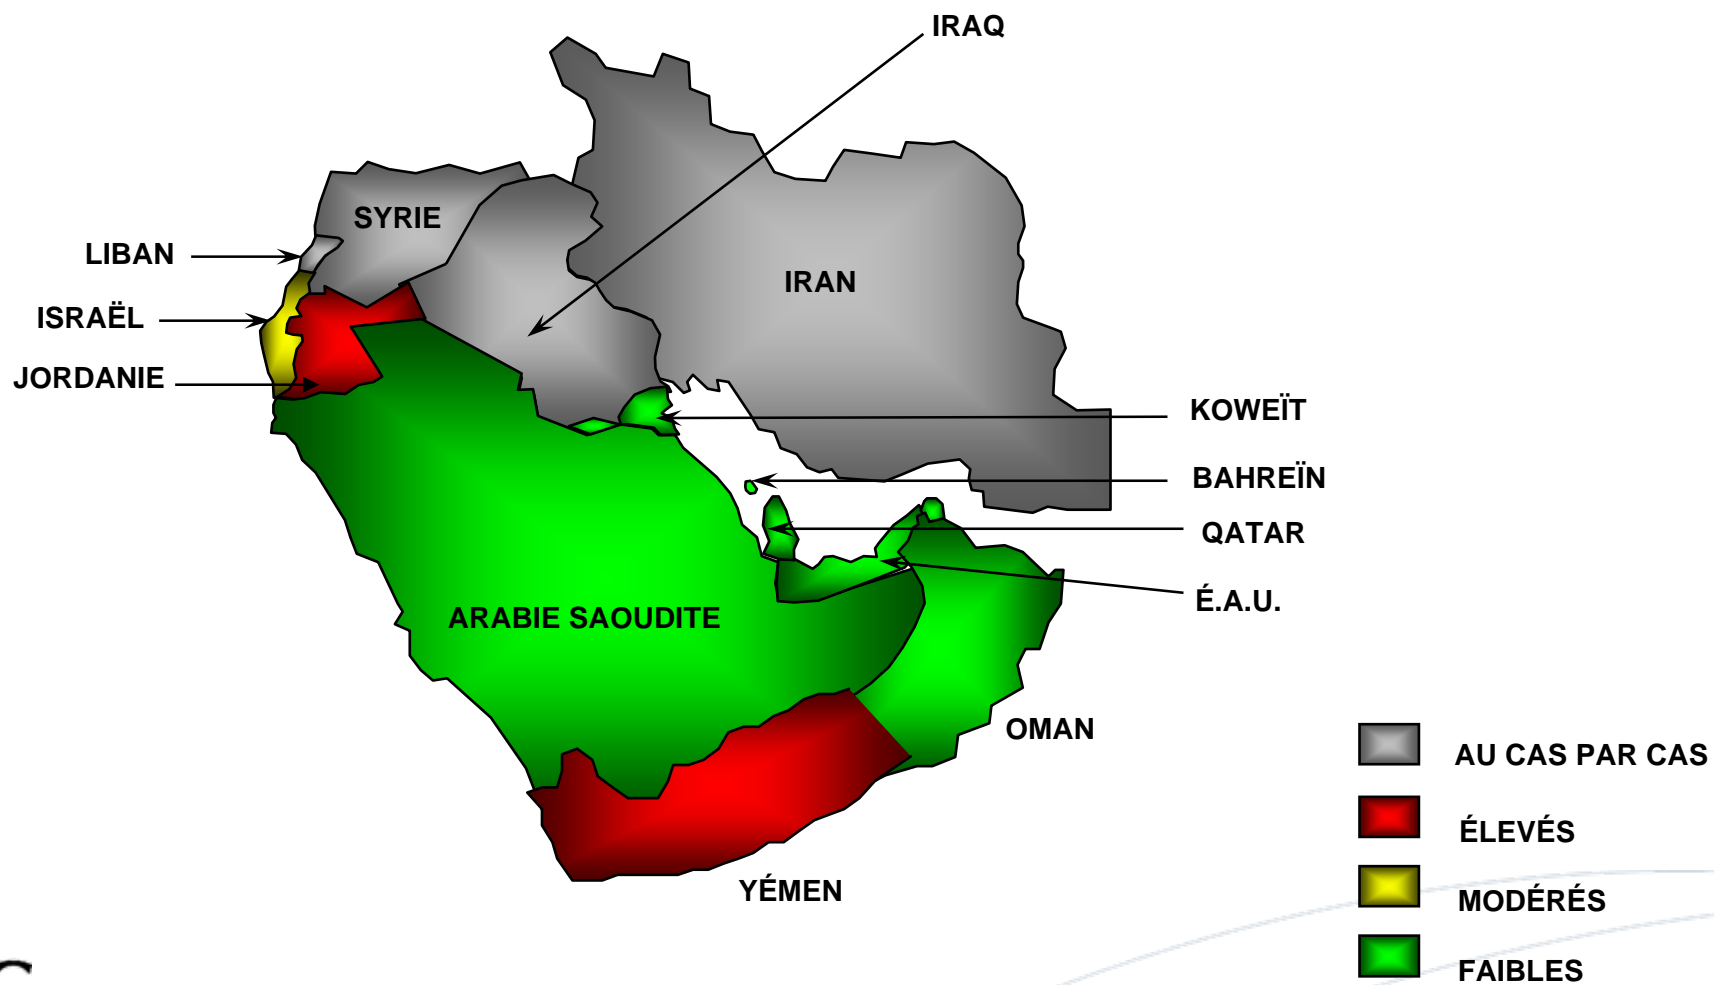 IRAQ
SYRIE
LIBAN
IRAN
ISRAËL
JORDANIE
KOWEÏT
BAHREÏN
QATAR
É.A.U.
ARABIE SAOUDITE
OMAN
YÉMEN
AU CAS PAR CAS
ÉLEVÉS
MODÉRÉS
FAIBLES